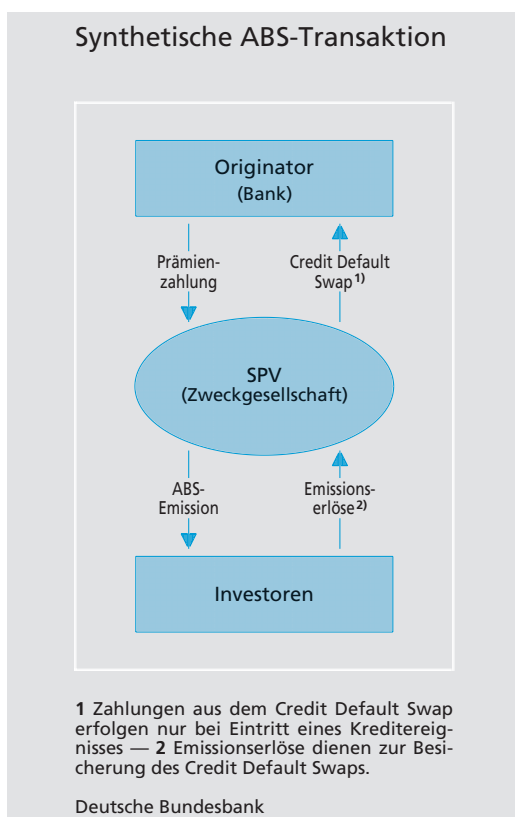 Synthetische ABS-Transaktion
Originator
(Bank)
Prämien-
zahlung
Credit Default
Swap 1)
SPV
(Zweckgesellschaft)
ABS-
Emission
Emissions-
erlöse 2)
Investoren
1 Zahlungen aus dem Credit Default Swap
erfolgen nur bei Eintritt eines Kreditereig-
nisses — 2 Emissionserlöse dienen zur Besi-
cherung des Credit Default Swaps.
Deutsche Bundesbank